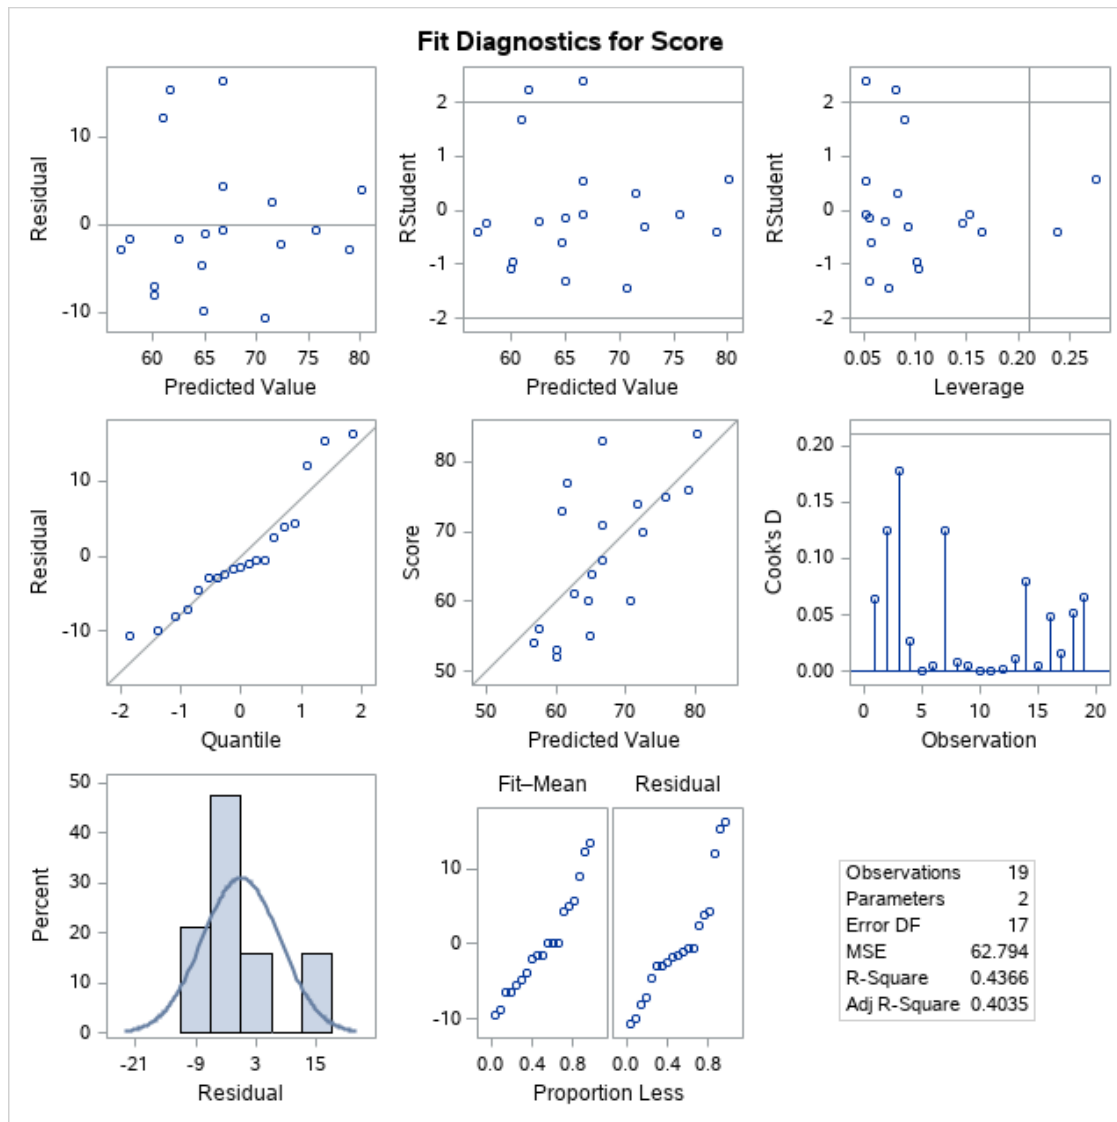 Fit Diagnostics for Score
Residual
10
0
-10
60 65 70 75 80
Predicted Value
RStudent
2
1
0
-1
-2
60 65 70 75 80
Predicted Value
RStudent
2
1
0
-1
-2
0.05 0.10 0.15 0.20 0.25
Leverage
Residual
10
0
-10
-2 -1 0 1 2
Quantile
Score
80
70
60
50
50 60 70 80
Predicted Value
Cook's D
0.20
0.15
0.10
0.05
0.00
0 5 10 15 20
Observation
Percent
50
40
30
20
10
0
-21 -9 3 15
Residual
Fit–Mean Residual
10
0
-10
0.0 0.4 0.8 0.0 0.4 0.8
Proportion Less
Observations 19
Parameters 2
Error DF 17
MSE 62.794
R-Square 0.4366
Adj R-Square 0.4035